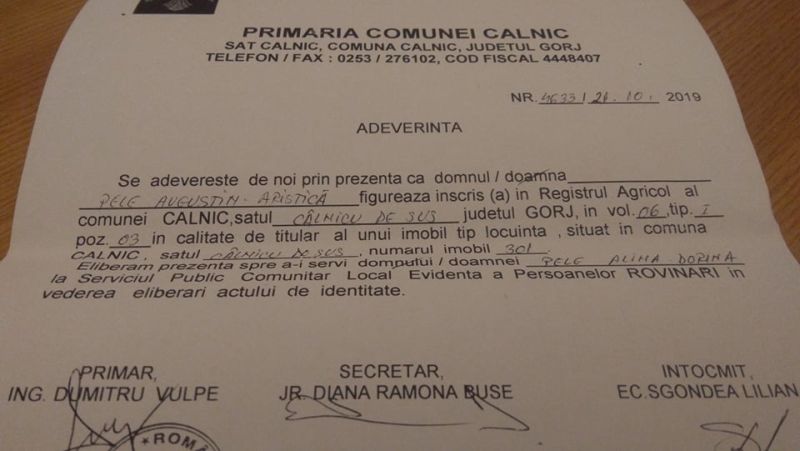 PRIMARIA COMUNEI CALNIC
SAT CALNIC, COMUNA CALNIC, JUDETUL GORJ
TELEFON / FAX : 0253 / 276102, COD FISCAL 4448407
NR. 4633 / 21. 10. 2019
ADEVERINTA
Se adevereste de noi prin prezenta ca domnul / doamna
PELE AUGUSTIN-ARISTICĂ figureaza inscris (a) in Registrul Agricol al
comunei CALNIC,satul CÂLNICU DE SUS judetul GORJ, in vol. 06,tip. I
poz. 03 in calitate de titular al unui imobil tip locuinta , situat in comuna
CALNIC , satul CÂLNICU DE SUS, numarul imobil 301.
Eliberam prezenta spre a-i servi domnului / doamnei PELE ALINA-DORINA
la Serviciul Public Comunitar Local Evidenta a Persoanelor ROVINARI in
vederea eliberari actului de identitate.
PRIMAR, SECRETAR, INTOCMIT,
ING. DUMITRU VULPE JR. DIANA RAMONA BUSE EC.SGONDEA LILIAN
ROMÂ